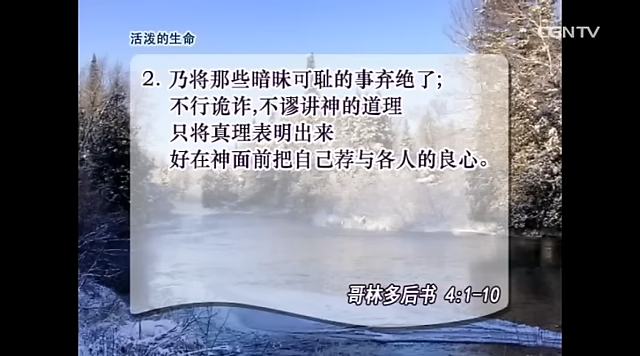 活泼的生命
CGNTV
2. 乃将那些暗昧可耻的事弃绝了;
不行诡诈,不谬讲神的道理
只将真理表明出来
好在神面前把自己荐与各人的良心。
哥林多后书 4:1-10